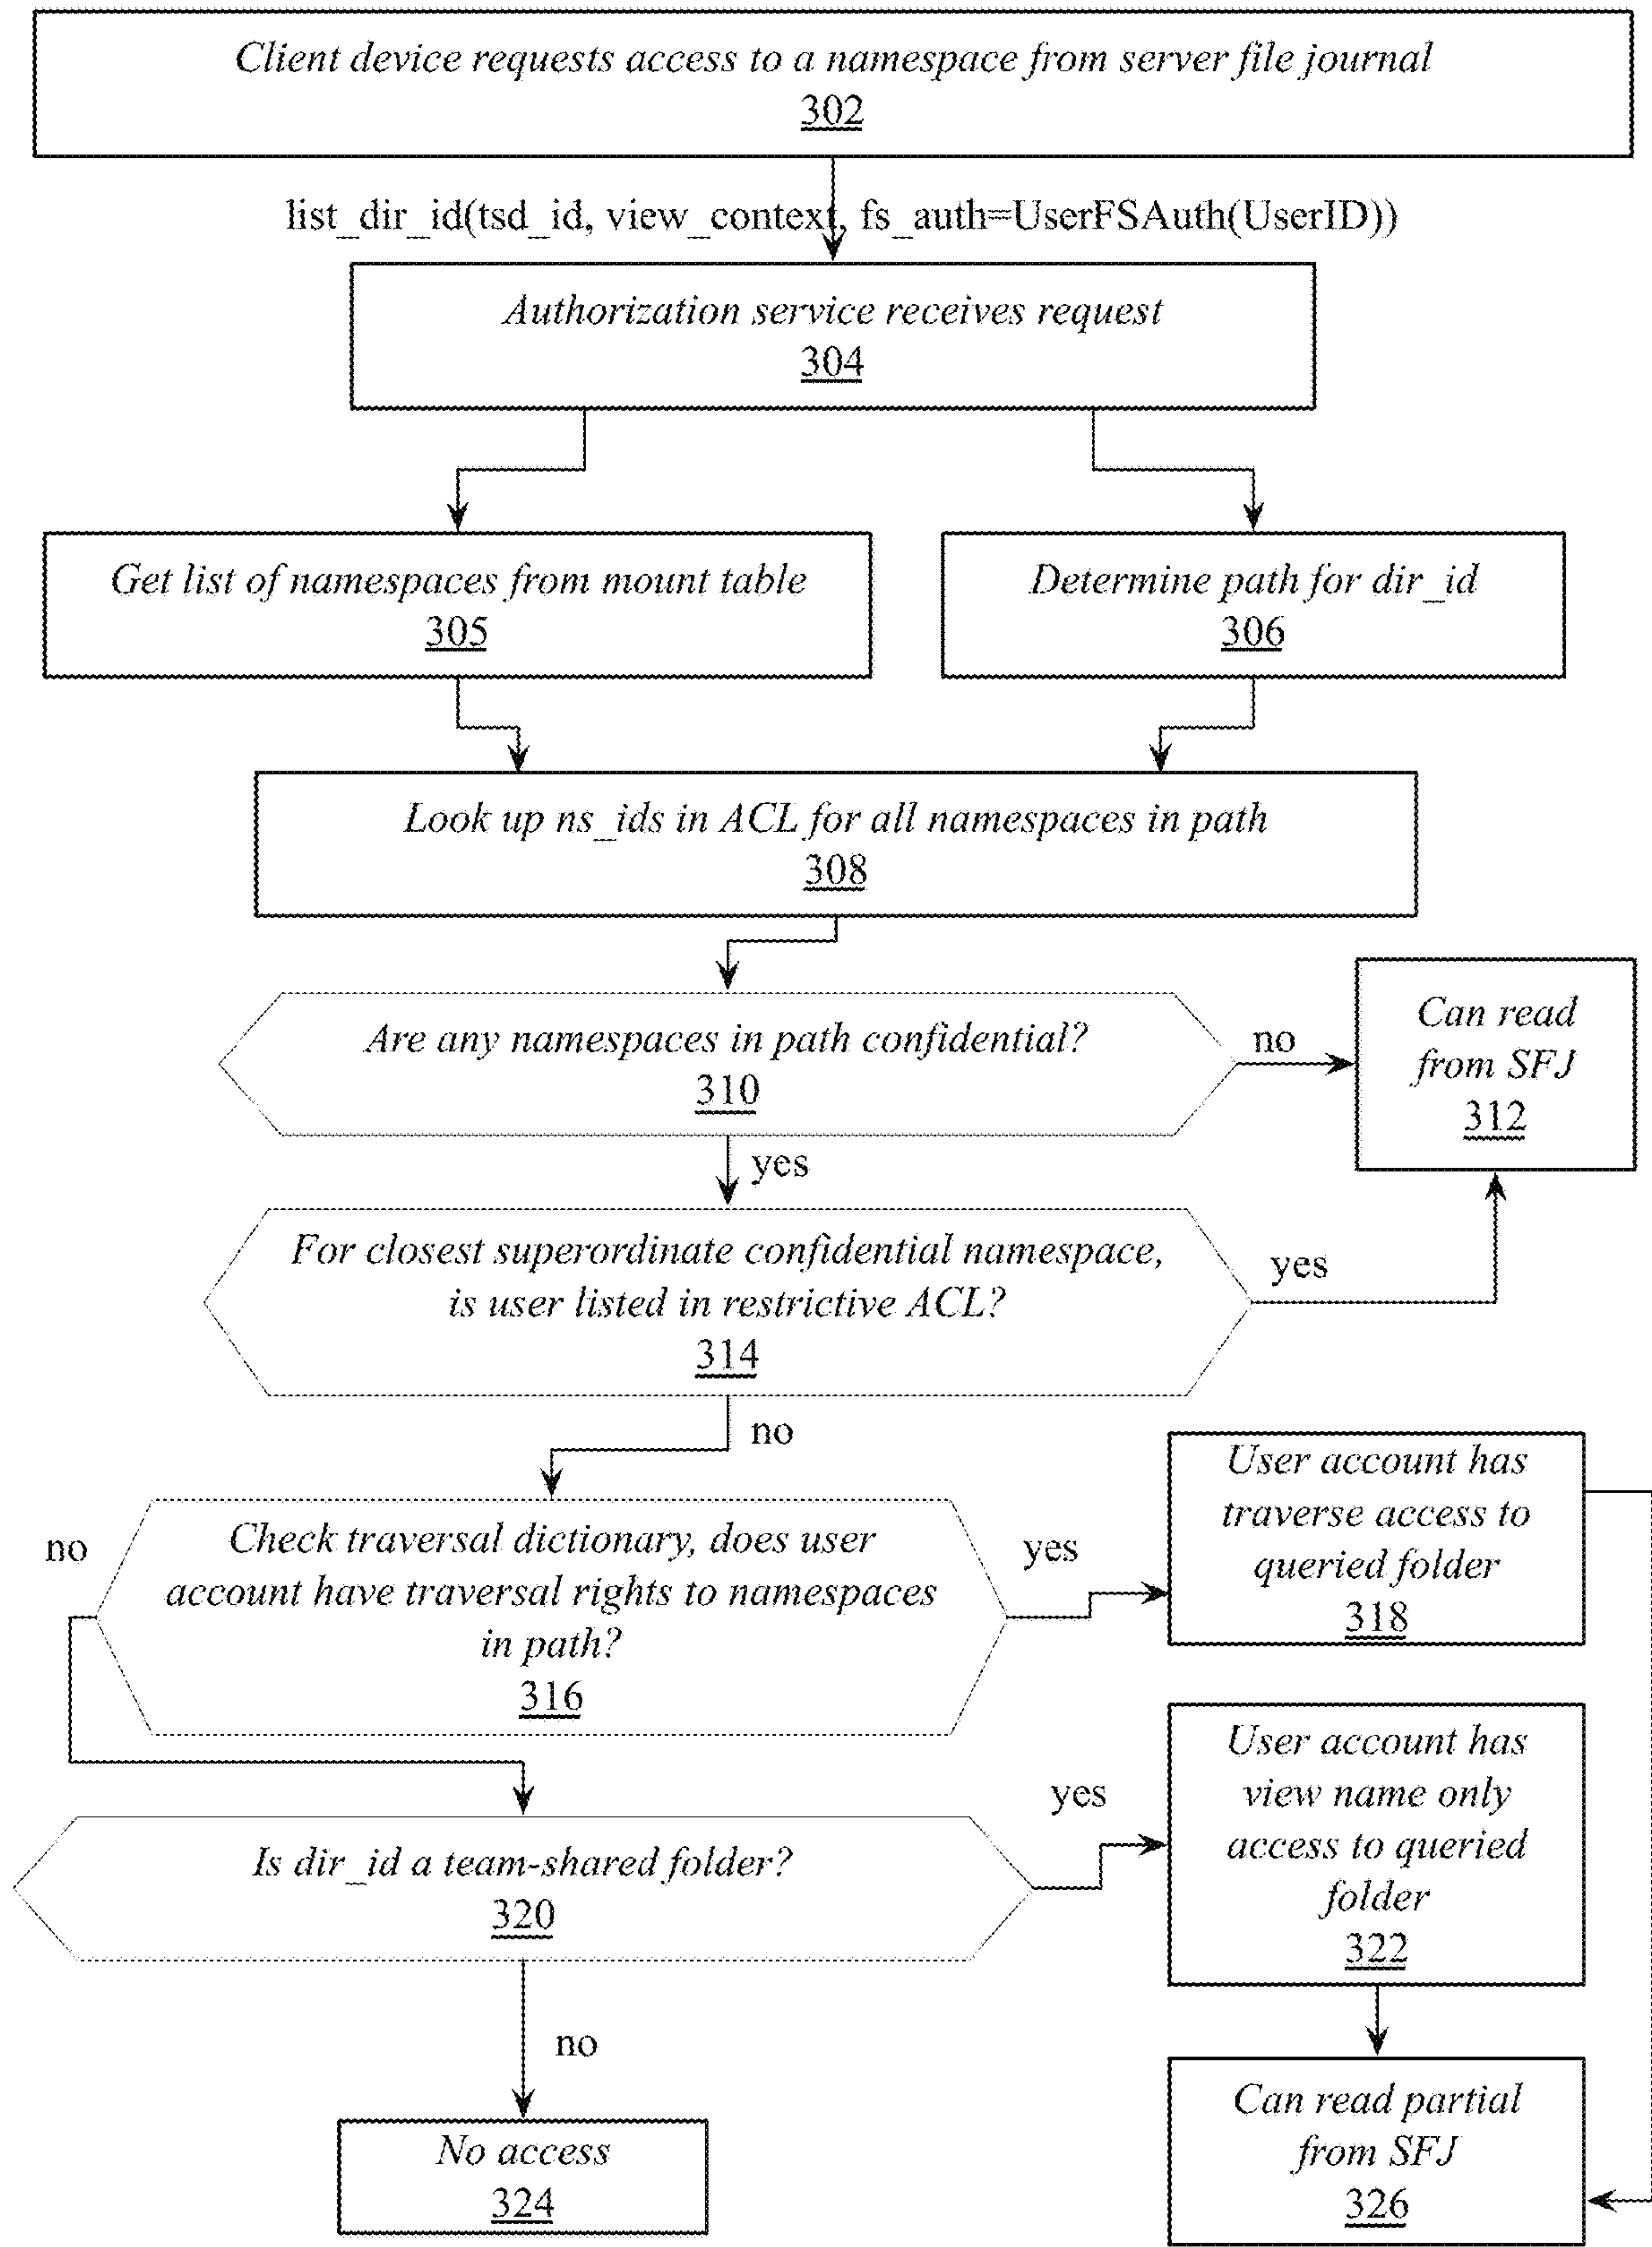 Client device requests access to a namespace from server file journal
302
list_dir_id(tsd_id, view_context, fs_auth=UserFSAuth(UserID))
Authorization service receives request
304
Get list of namespaces from mount table
305
Determine path for dir_id
306
Look up ns_ids in ACL for all namespaces in path
308
Are any namespaces in path confidential?
310
no
Can read
from SFJ
312
yes
For closest superordinate confidential namespace,
is user listed in restrictive ACL?
314
yes
no
Check traversal dictionary, does user
account have traversal rights to namespaces
in path?
316
no
yes
User account has
traverse access to
queried folder
318
Is dir_id a team-shared folder?
320
yes
User account has
view name only
access to queried
folder
322
no
No access
324
Can read partial
from SFJ
326